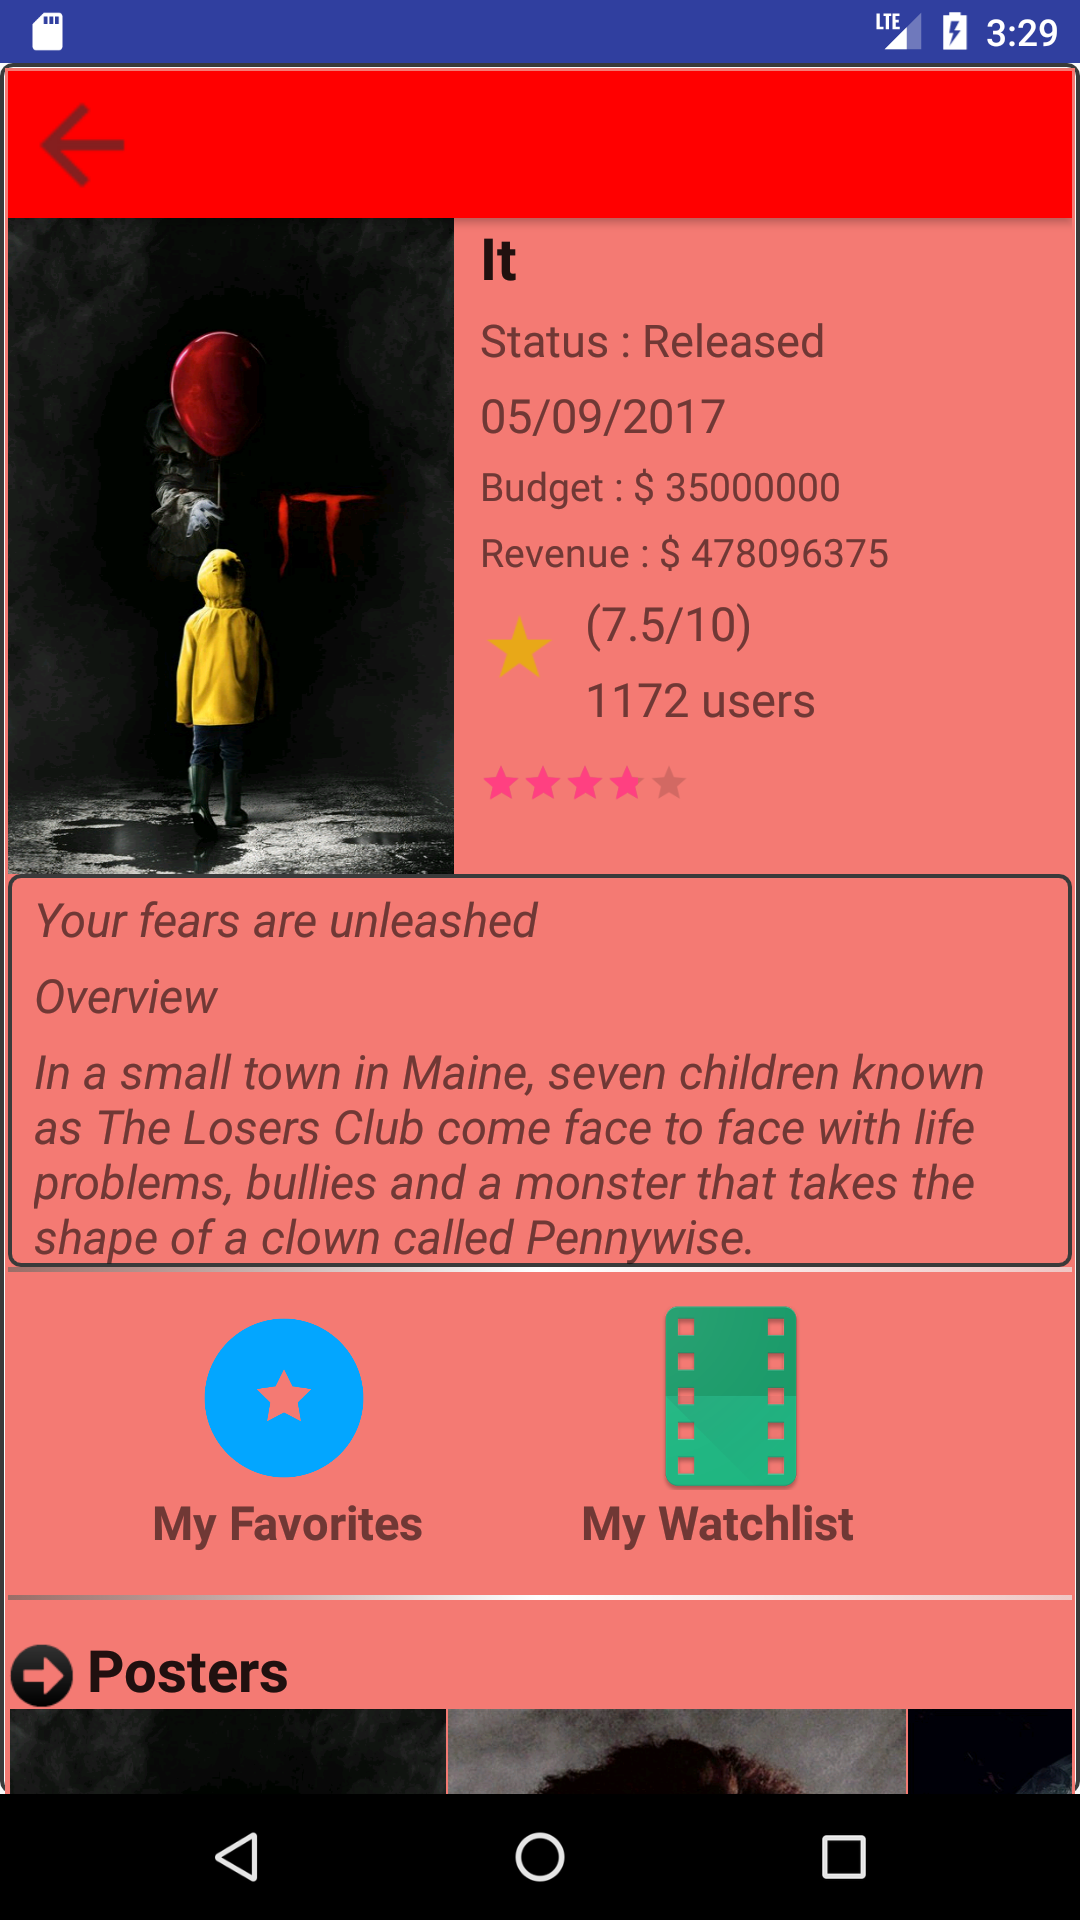 LTE 3:29
It
Status : Released
05/09/2017
Budget : $ 35000000
Revenue : $ 478096375
(7.5/10)
1172 users
IT
Your fears are unleashed
Overview
In a small town in Maine, seven children known
as The Losers Club come face to face with life
problems, bullies and a monster that takes the
shape of a clown called Pennywise.
My Favorites
My Watchlist
Posters